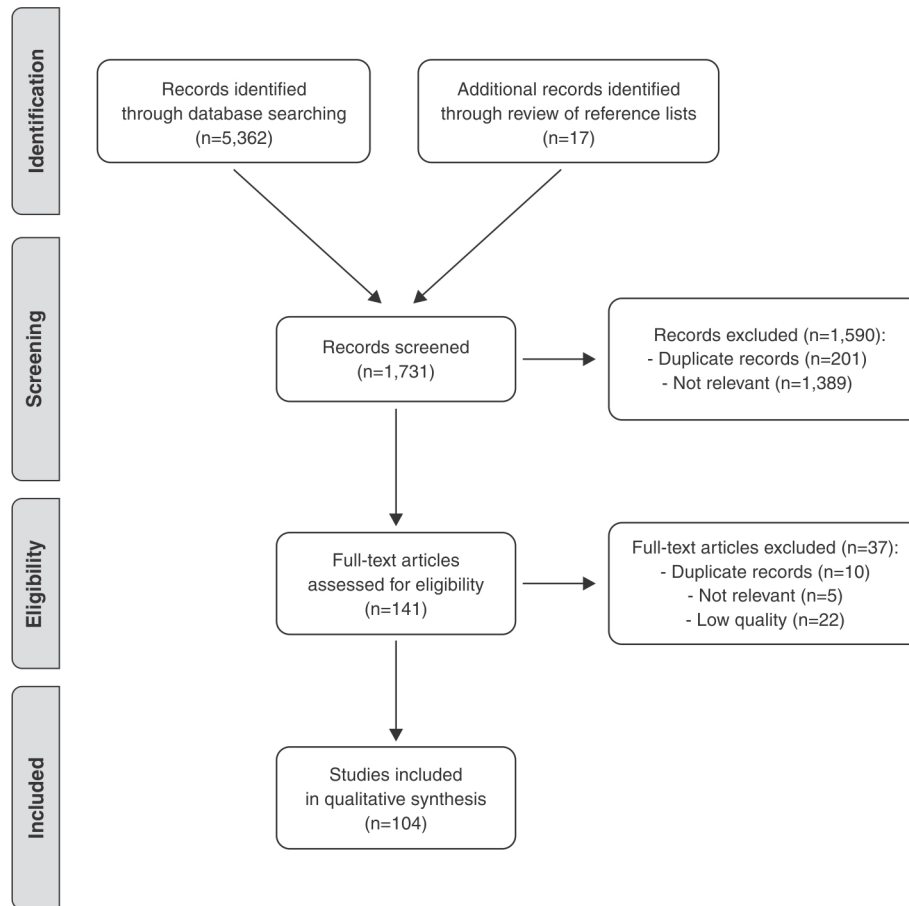 Identification
Records identified
through database searching
(n=5,362)
Additional records identified
through review of reference lists
(n=17)
Screening
Records screened
(n=1,731)
Records excluded (n=1,590):
- Duplicate records (n=201)
- Not relevant (n=1,389)
Eligibility
Full-text articles
assessed for eligibility
(n=141)
Full-text articles excluded (n=37):
- Duplicate records (n=10)
- Not relevant (n=5)
- Low quality (n=22)
Included
Studies included
in qualitative synthesis
(n=104)